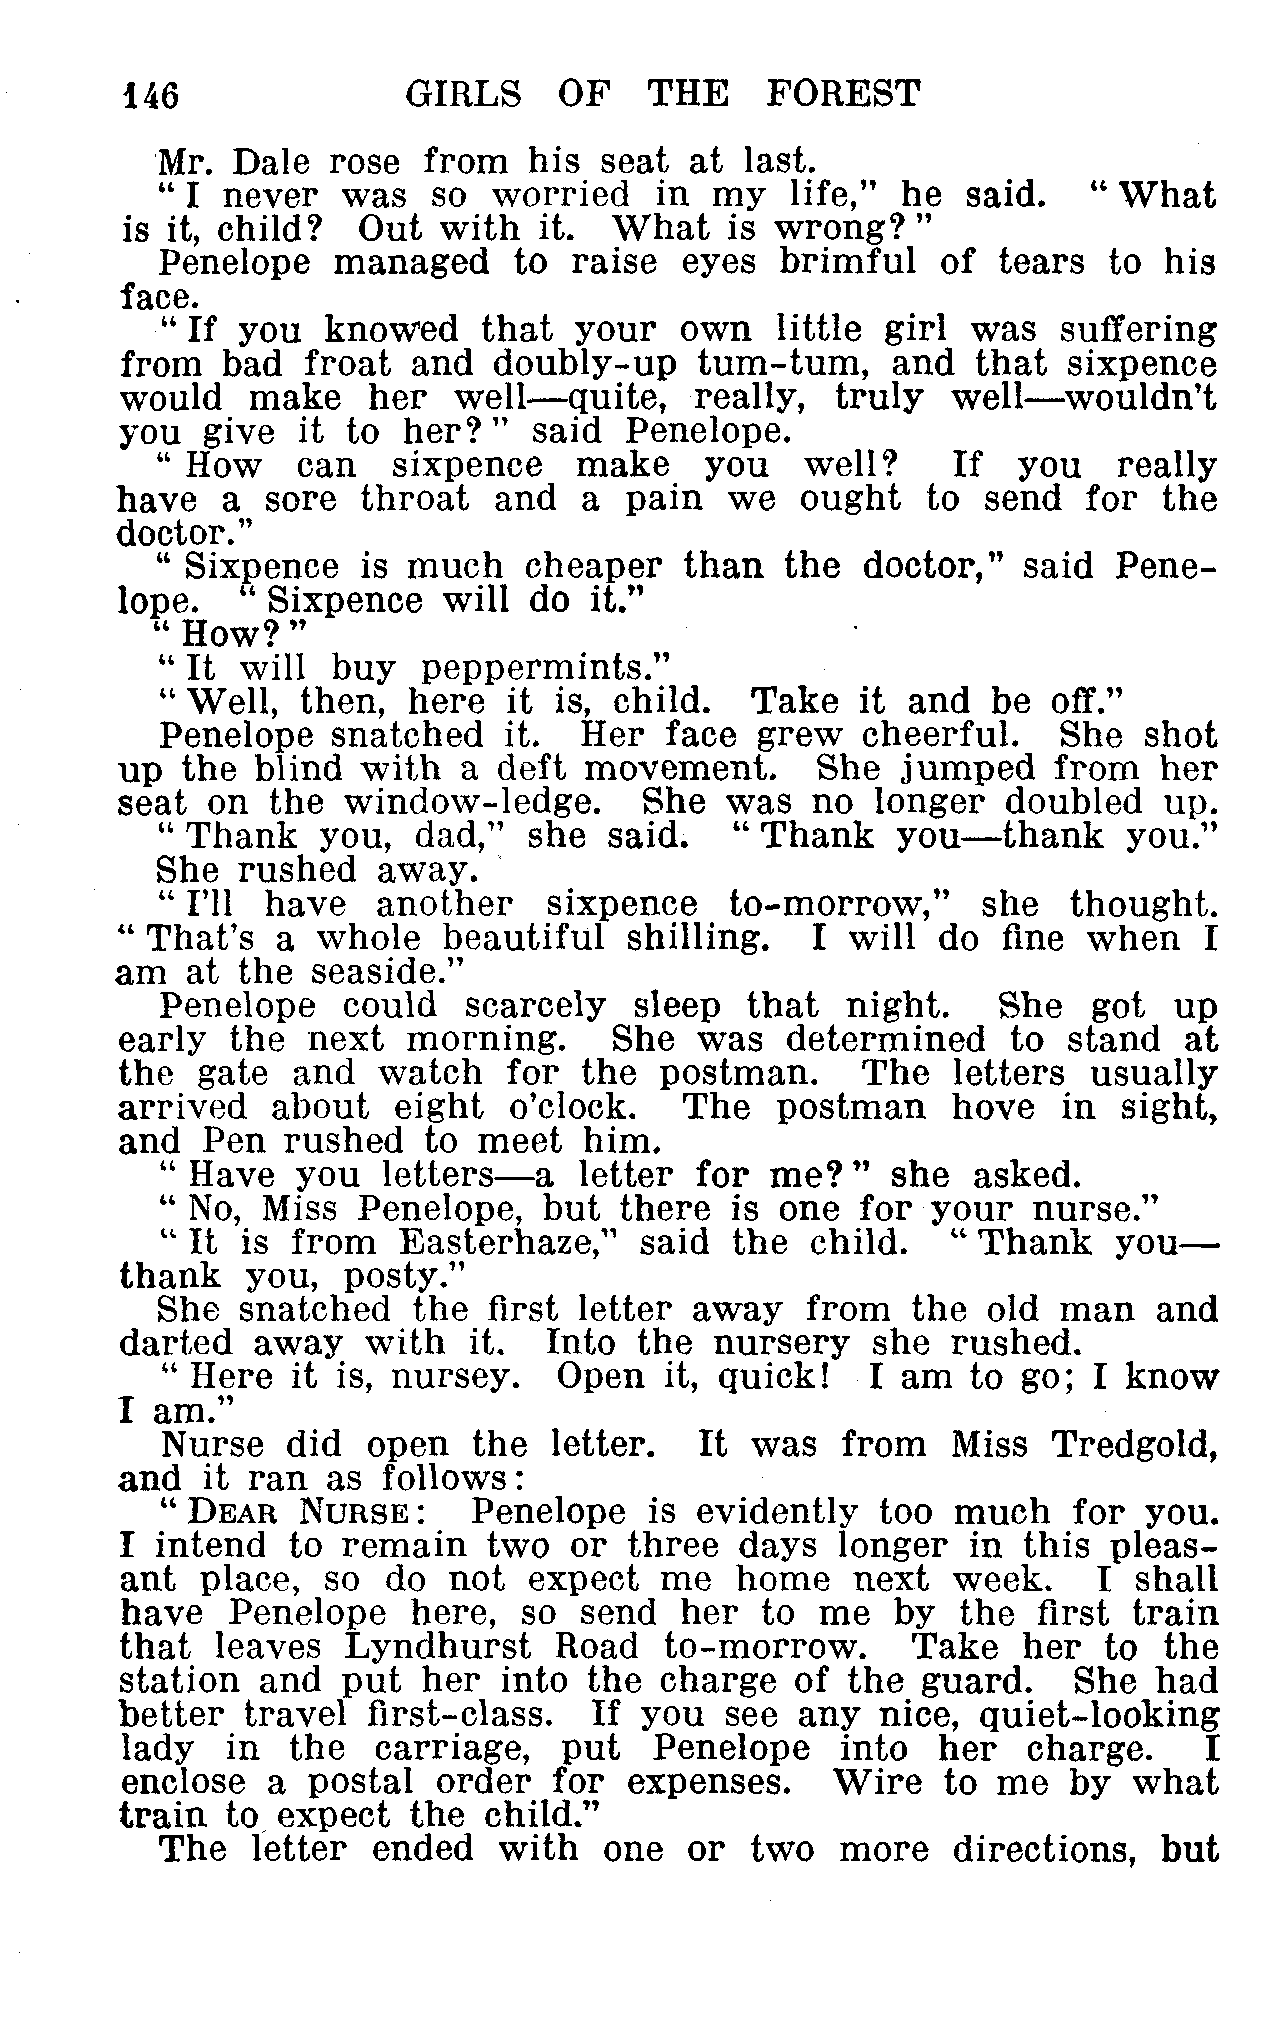 146 GIRLS OF THE FOREST
Mr. Dale rose from his seat at last.
"I never was so worried in my life," he said. "What
is it, child? Out with it. What is wrong?"
Penelope managed to raise eyes brimful of tears to his
face.
"If you knowed that your own little girl was suffering
from bad froat and doubly-up tum-tum, and that sixpence
would make her well—quite, really, truly well—wouldn't
you give it to her?" said Penelope.
"How can sixpence make you well? If you really
have a sore throat and a pain we ought to send for the
doctor."
"Sixpence is much cheaper than the doctor," said Pene-
lope. "Sixpence will do it."
"How?"
"It will buy peppermints."
"Well, then, here it is, child. Take it and be off."
Penelope snatched it. Her face grew cheerful. She shot
up the blind with a deft movement. She jumped from her
seat on the window-ledge. She was no longer doubled up.
"Thank you, dad," she said. "Thank you—thank you."
She rushed away.
"I'll have another sixpence to-morrow," she thought.
"That's a whole beautiful shilling. I will do fine when I
am at the seaside."
Penelope could scarcely sleep that night. She got up
early the next morning. She was determined to stand at
the gate and watch for the postman. The letters usually
arrived about eight o'clock. The postman hove in sight,
and Pen rushed to meet him.
"Have you letters—a letter for me?" she asked.
"No, Miss Penelope, but there is one for your nurse."
"It is from Easterhaze," said the child. "Thank you—
thank you, posty."
She snatched the first letter away from the old man and
darted away with it. Into the nursery she rushed.
"Here it is, nursey. Open it, quick! I am to go; I know
I am."
Nurse did open the letter. It was from Miss Tredgold,
and it ran as follows:
"DEAR NURSE: Penelope is evidently too much for you.
I intend to remain two or three days longer in this pleas-
ant place, so do not expect me home next week. I shall
have Penelope here, so send her to me by the first train
that leaves Lyndhurst Road to-morrow. Take her to the
station and put her into the charge of the guard. She had
better travel first-class. If you see any nice, quiet-looking
lady in the carriage, put Penelope into her charge. I
enclose a postal order for expenses. Wire to me by what
train to expect the child."
The letter ended with one or two more directions, but